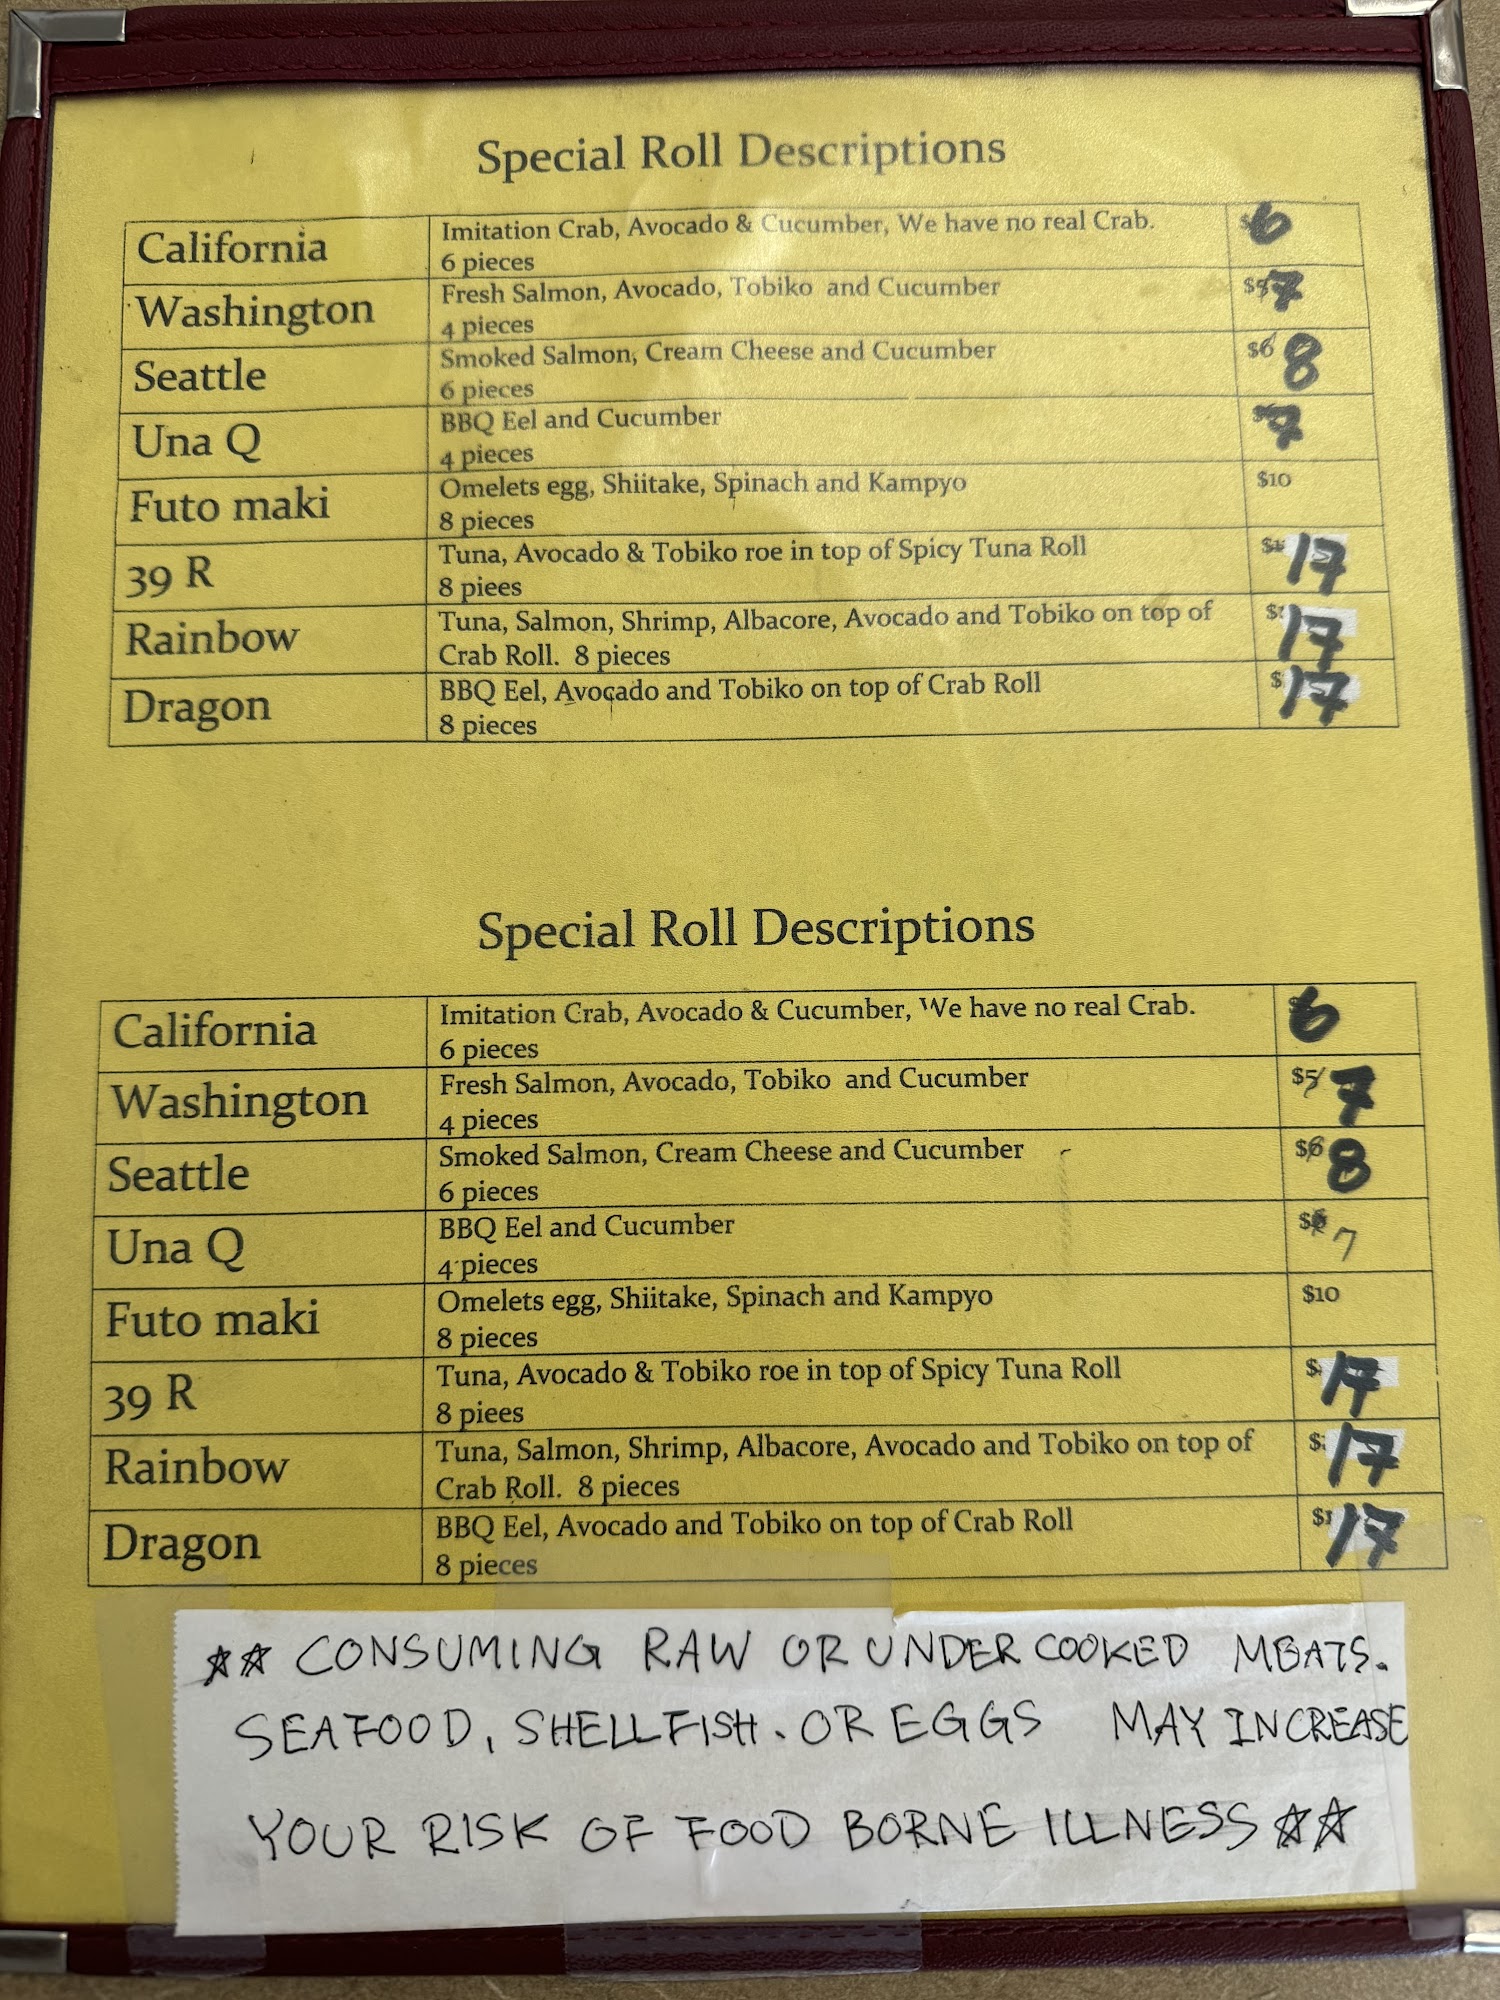 Special Roll Descriptions
California
Imitation Crab, Avocado & Cucumber, We have no real Crab.
6 pieces
$6
Washington
Fresh Salmon, Avocado, Tobiko and Cucumber
4 pieces
$5 7
Seattle
Smoked Salmon, Cream Cheese and Cucumber
6 pieces
$6 8
Una Q
BBQ Eel and Cucumber
4 pieces
7
Futo maki
Omelets egg, Shiitake, Spinach and Kampyo
8 pieces
$10
39 R
Tuna, Avocado & Tobiko roe in top of Spicy Tuna Roll
8 piees
$17
Rainbow
Tuna, Salmon, Shrimp, Albacore, Avocado and Tobiko on top of
Crab Roll. 8 pieces
$17
Dragon
BBQ Eel, Avocado and Tobiko on top of Crab Roll
8 pieces
$17
Special Roll Descriptions
California
Imitation Crab, Avocado & Cucumber, We have no real Crab.
6 pieces
6
Washington
Fresh Salmon, Avocado, Tobiko and Cucumber
4 pieces
$5 7
Seattle
Smoked Salmon, Cream Cheese and Cucumber
6 pieces
$6 8
Una Q
BBQ Eel and Cucumber
4 pieces
$ 7
Futo maki
Omelets egg, Shiitake, Spinach and Kampyo
8 pieces
$10
39 R
Tuna, Avocado & Tobiko roe in top of Spicy Tuna Roll
8 piees
$17
Rainbow
Tuna, Salmon, Shrimp, Albacore, Avocado and Tobiko on top of
Crab Roll. 8 pieces
$17
Dragon
BBQ Eel, Avocado and Tobiko on top of Crab Roll
8 pieces
$1 17
☆☆ CONSUMING RAW OR UNDERCOOKED MEATS.
SEAFOOD, SHELLFISH. OR EGGS MAY INCREASE
YOUR RISK OF FOOD BORNE ILLNESS ☆☆